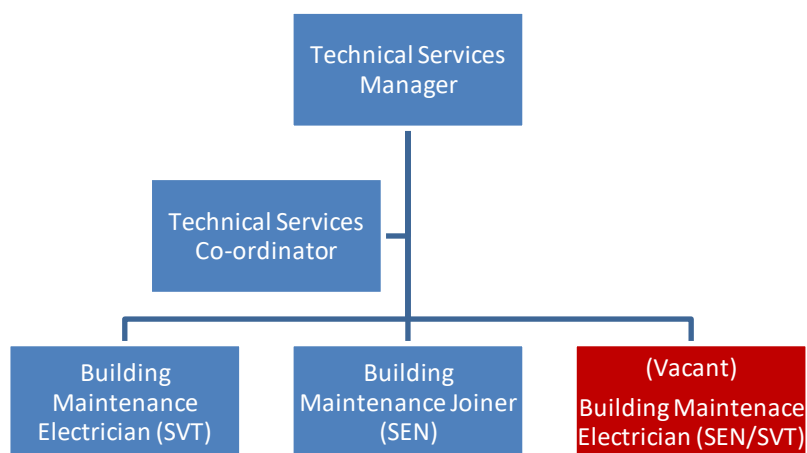 Technical Services
Manager
Technical Services
Co-ordinator
Building
Maintenance
Electrician (SVT)
Building
Maintenance Joiner
(SEN)
(Vacant)
Building Maintenace
Electrician (SEN/SVT)